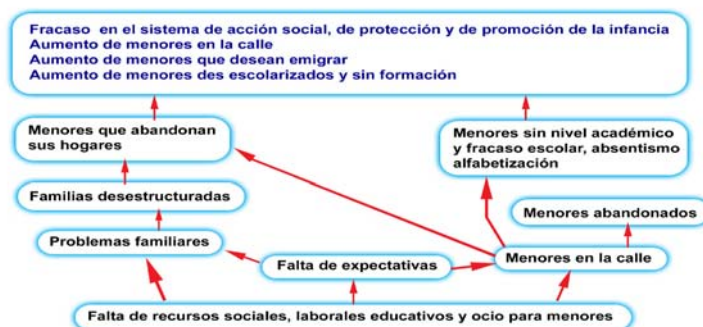 Fracaso en el sistema de acción social, de protección y de promoción de la infancia
Aumento de menores en la calle
Aumento de menores que desean emigrar
Aumento de menores des escolarizados y sin formación
Menores que abandonan
sus hogares
Menores sin nivel académico
y fracaso escolar, absentismo
alfabetización
Familias desestructuradas
Menores abandonados
Problemas familiares
Falta de expectativas
Menores en la calle
Falta de recursos sociales, laborales educativos y ocio para menores